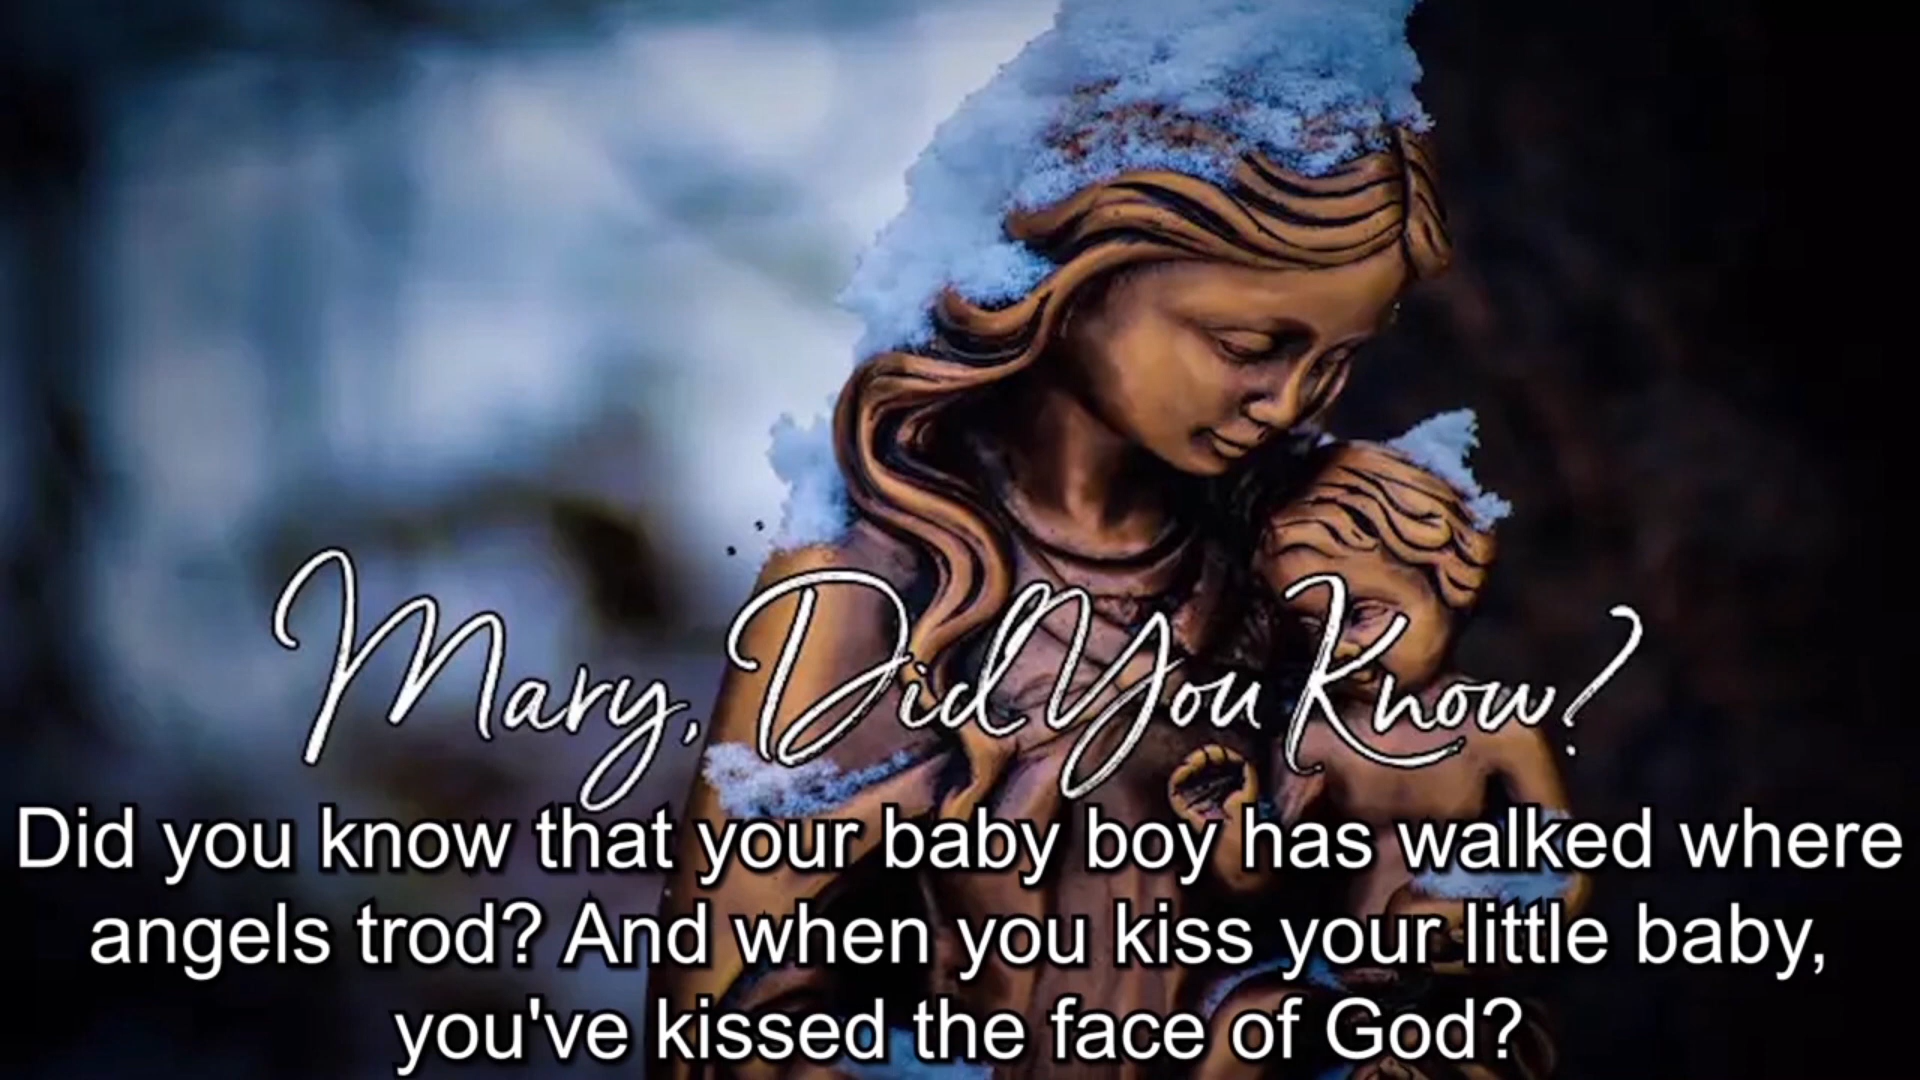 Mary, Did You Know?
Did you know that your baby boy has walked where
angels trod? And when you kiss your little baby,
you've kissed the face of God?